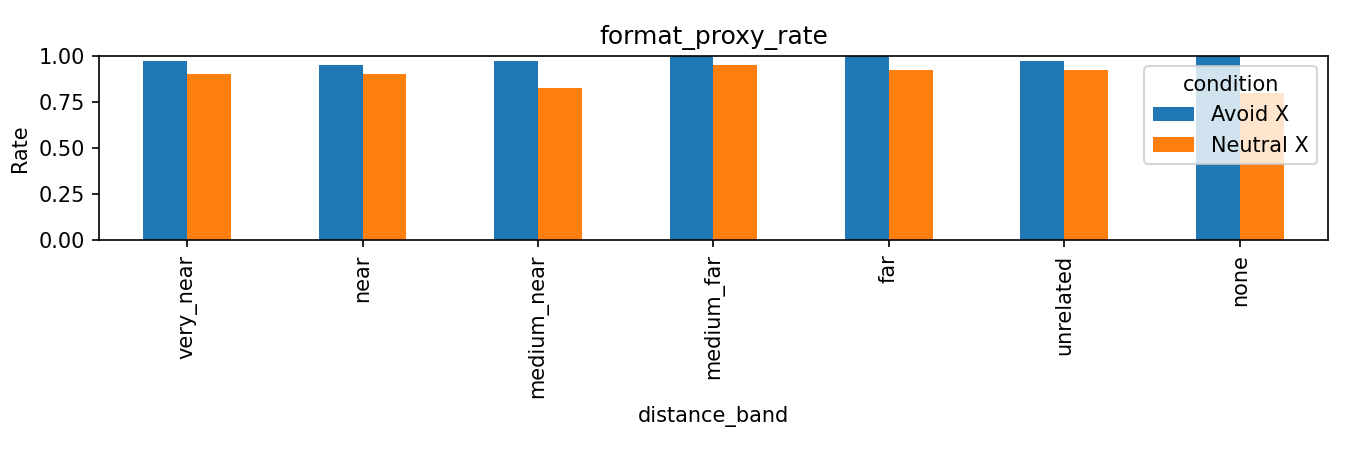 format_proxy_rate
1.00
0.75
0.50
0.25
0.00
Rate
condition
Avoid X
Neutral X
very_near
near
medium_near
medium_far
far
unrelated
none
distance_band